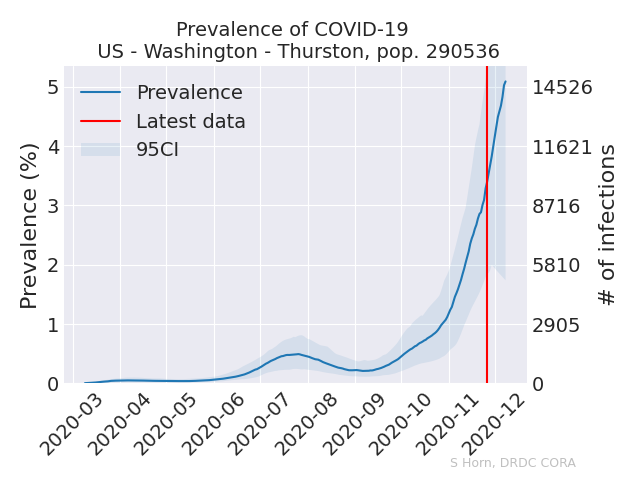 Prevalence of COVID-19
US - Washington - Thurston, pop. 290536
Prevalence
Latest data
95CI
Prevalence (%)
5
4
3
2
1
0
14526
11621
8716
5810
2905
0
# of infections
2020-03
2020-04
2020-05
2020-06
2020-07
2020-08
2020-09
2020-10
2020-11
2020-12
S Horn, DRDC CORA